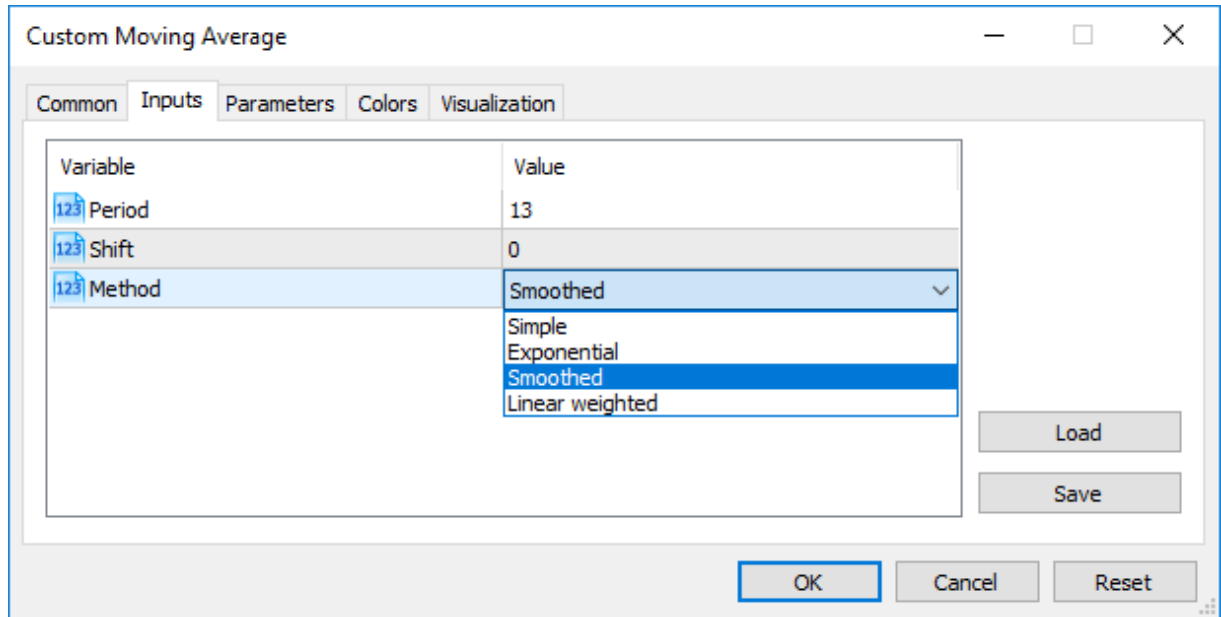 Custom Moving Average
Common Inputs Parameters Colors Visualization
Variable Value
123 Period 13
123 Shift 0
123 Method Smoothed
Simple
Exponential
Smoothed
Linear weighted
Load
Save
OK Cancel Reset